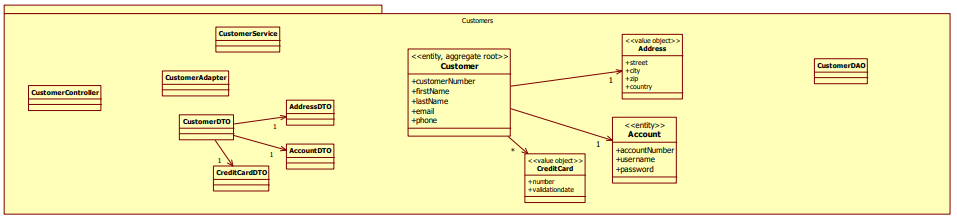 Customers
CustomerService
CustomerAdapter
CustomerController
CustomerDTO
1
AddressDTO
1
AccountDTO
1
CreditCardDTO
<<entity, aggregate root>>
Customer
+customerNumber
+firstName
+lastName
+email
+phone
1
<<value object>>
Address
+street
+city
+zip
+country
1
<<entity>>
Account
+accountNumber
+username
+password
*
<<value object>>
CreditCard
+number
+validationdate
CustomerDAO